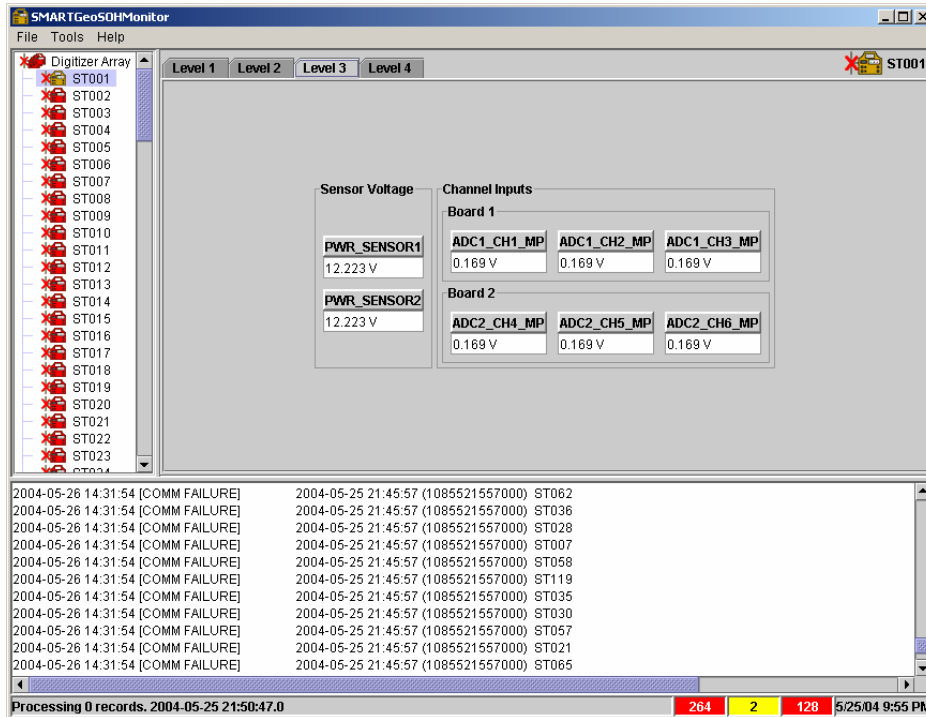 SMARTGeoSOHMonitor
File Tools Help
Digitizer Array
ST001
ST002
ST003
ST004
ST005
ST006
ST007
ST008
ST009
ST010
ST011
ST012
ST013
ST014
ST015
ST016
ST017
ST018
ST019
ST020
ST021
ST022
ST023
ST024
Level 1 Level 2 Level 3 Level 4
ST001
Sensor Voltage
PWR_SENSOR1
12.223 V
PWR_SENSOR2
12.223 V
Channel Inputs
Board 1
ADC1_CH1_MP ADC1_CH2_MP ADC1_CH3_MP
0.169 V 0.169 V 0.169 V
Board 2
ADC2_CH4_MP ADC2_CH5_MP ADC2_CH6_MP
0.169 V 0.169 V 0.169 V
2004-05-26 14:31:54 [COMM FAILURE] 2004-05-25 21:45:57 (1085521557000) ST062
2004-05-26 14:31:54 [COMM FAILURE] 2004-05-25 21:45:57 (1085521557000) ST036
2004-05-26 14:31:54 [COMM FAILURE] 2004-05-25 21:45:57 (1085521557000) ST028
2004-05-26 14:31:54 [COMM FAILURE] 2004-05-25 21:45:57 (1085521557000) ST007
2004-05-26 14:31:54 [COMM FAILURE] 2004-05-25 21:45:57 (1085521557000) ST058
2004-05-26 14:31:54 [COMM FAILURE] 2004-05-25 21:45:57 (1085521557000) ST119
2004-05-26 14:31:54 [COMM FAILURE] 2004-05-25 21:45:57 (1085521557000) ST035
2004-05-26 14:31:54 [COMM FAILURE] 2004-05-25 21:45:57 (1085521557000) ST030
2004-05-26 14:31:54 [COMM FAILURE] 2004-05-25 21:45:57 (1085521557000) ST057
2004-05-26 14:31:54 [COMM FAILURE] 2004-05-25 21:45:57 (1085521557000) ST021
2004-05-26 14:31:54 [COMM FAILURE] 2004-05-25 21:45:57 (1085521557000) ST065
Processing 0 records. 2004-05-25 21:50:47.0 264 2 128 5/25/04 9:55 PM